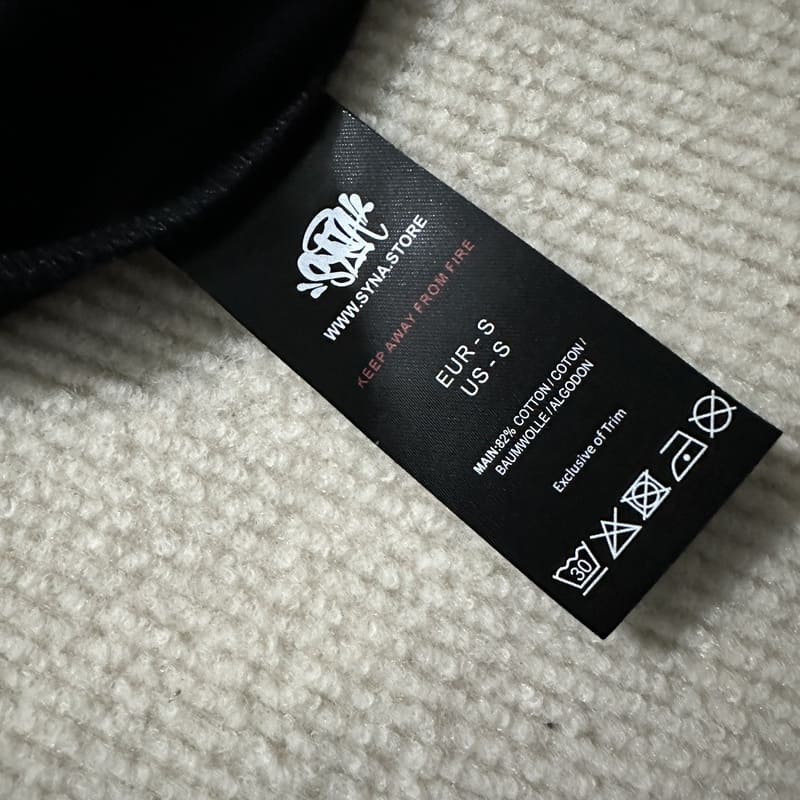 WWW.SYNA.STORE
KEEP AWAY FROM FIRE
EUR - S
US - S
MAIN:82% COTTON / COTON /
BAUMWOLLE / ALGODON
Exclusive of Trim
30